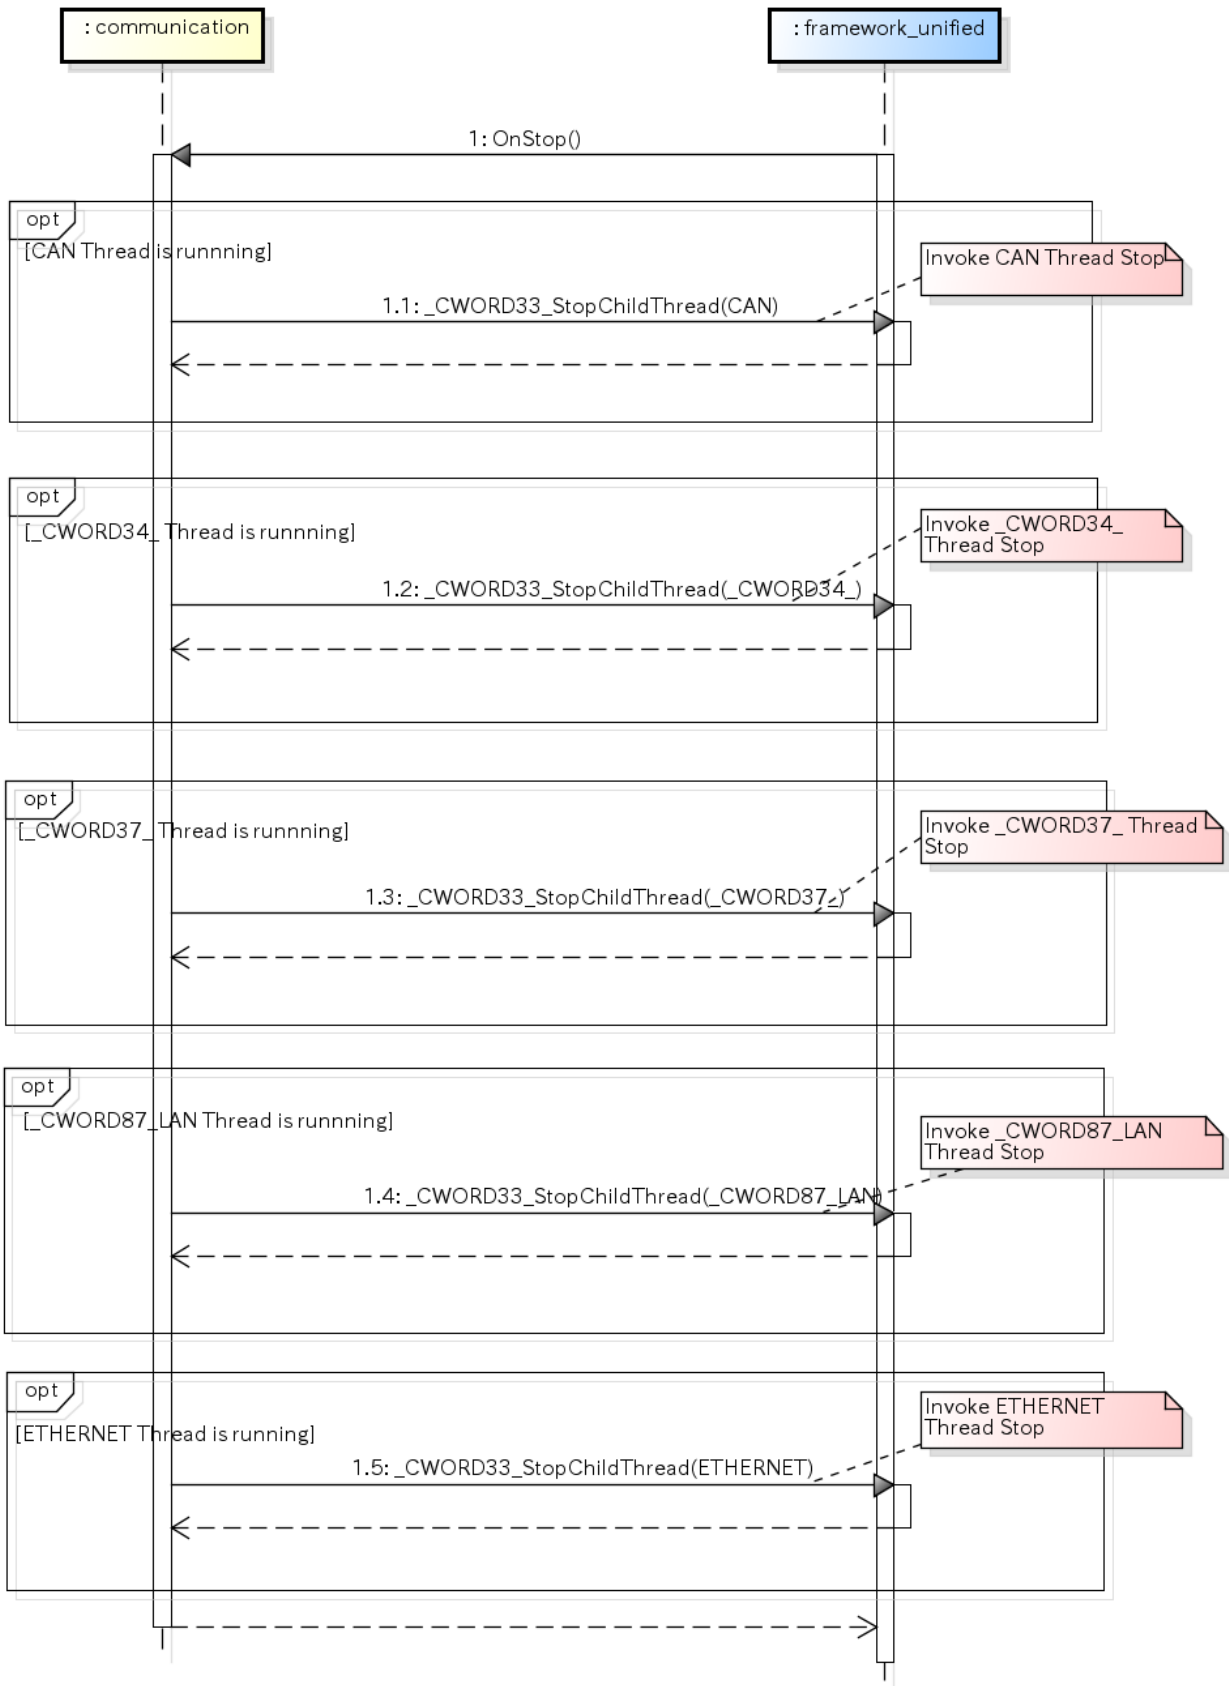 : communication
: framework_unified
1: OnStop()
opt
[CAN Thread is runnning]
Invoke CAN Thread Stop
1.1: _CWORD33_StopChildThread(CAN)
opt
[_CWORD34_ Thread is runnning]
Invoke _CWORD34_
Thread Stop
1.2: _CWORD33_StopChildThread(_CWORD34_)
opt
[_CWORD37_ Thread is runnning]
Invoke _CWORD37_ Thread
Stop
1.3: _CWORD33_StopChildThread(_CWORD37_)
opt
[_CWORD87_LAN Thread is runnning]
Invoke _CWORD87_LAN
Thread Stop
1.4: _CWORD33_StopChildThread(_CWORD87_LAN)
opt
[ETHERNET Thread is running]
Invoke ETHERNET
Thread Stop
1.5: _CWORD33_StopChildThread(ETHERNET)